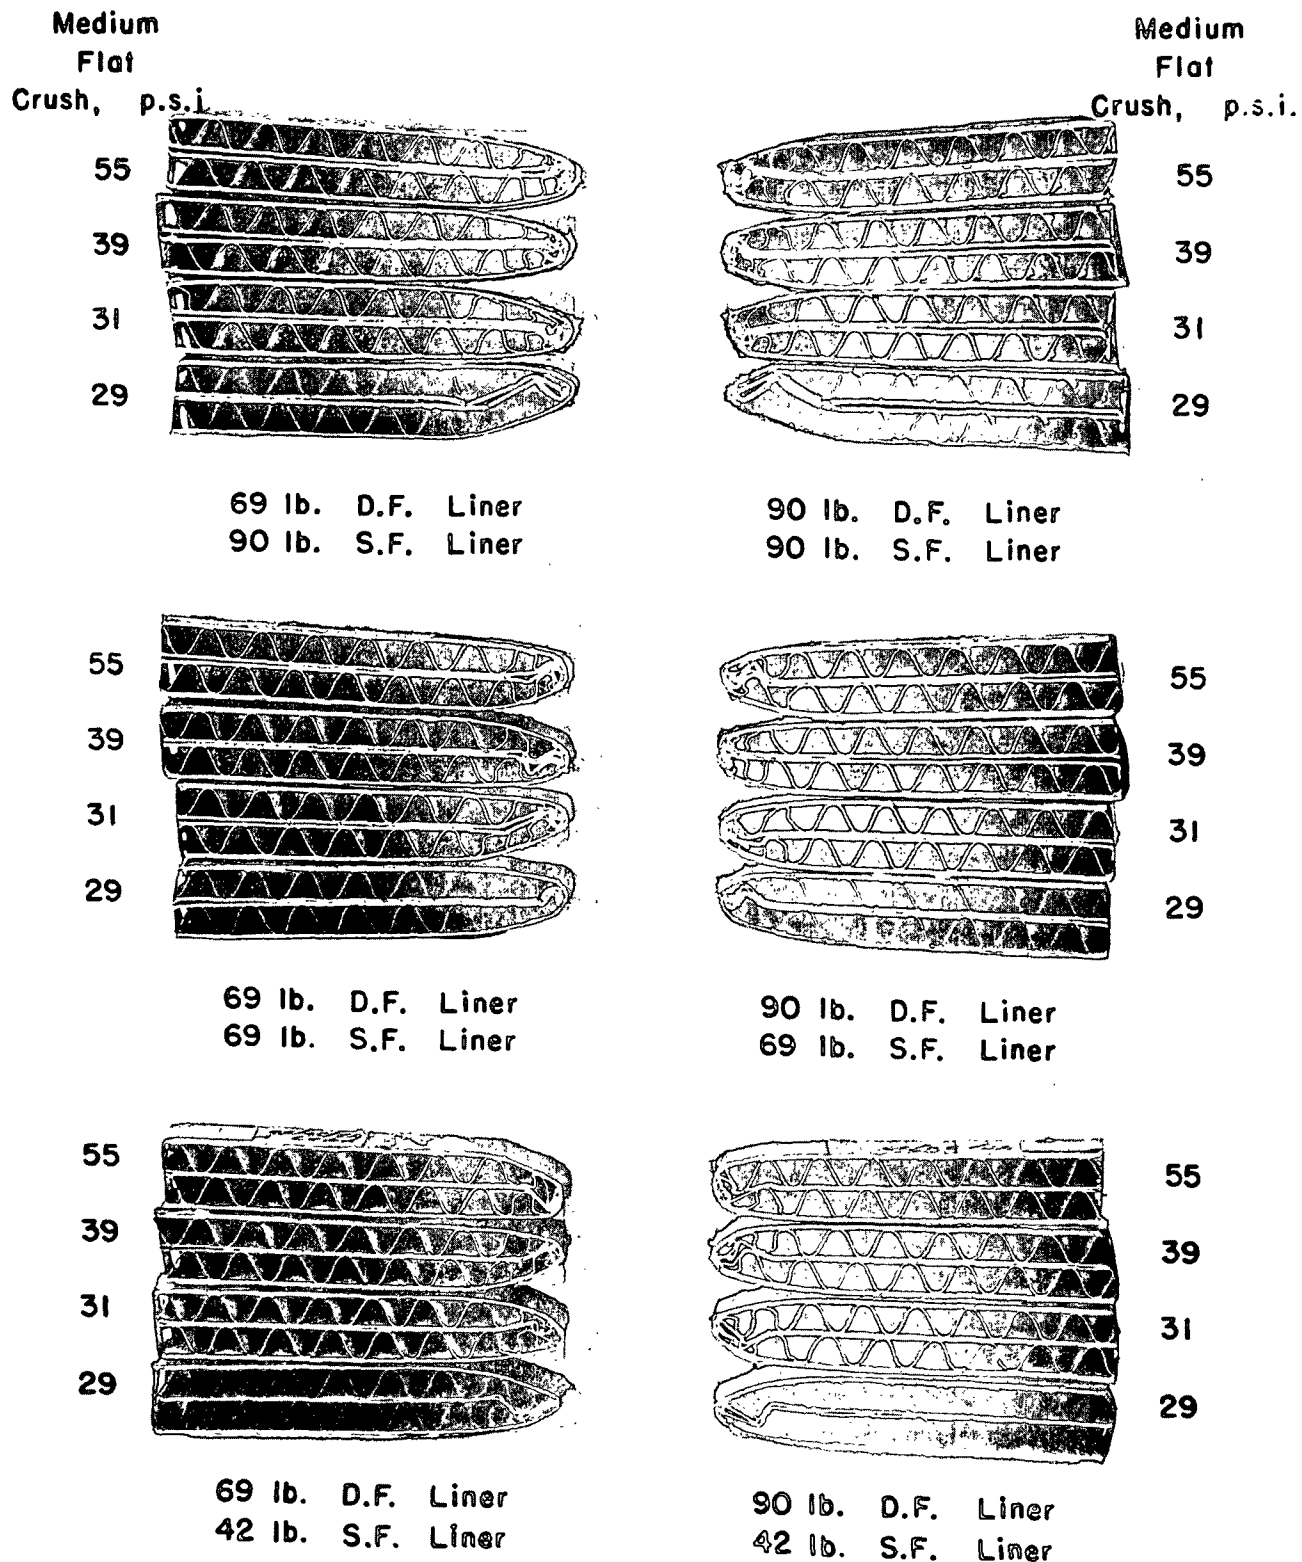 Medium
Flat
Crush, p.s.i.
55
39
31
29
69 lb. D.F. Liner
90 lb. S.F. Liner
Medium
Flat
Crush, p.s.i.
55
39
31
29
90 lb. D.F. Liner
90 lb. S.F. Liner
55
39
31
29
69 lb. D.F. Liner
69 lb. S.F. Liner
55
39
31
29
90 lb. D.F. Liner
69 lb. S.F. Liner
55
39
31
29
69 lb. D.F. Liner
42 lb. S.F. Liner
55
39
31
29
90 lb. D.F. Liner
42 lb. S.F. Liner